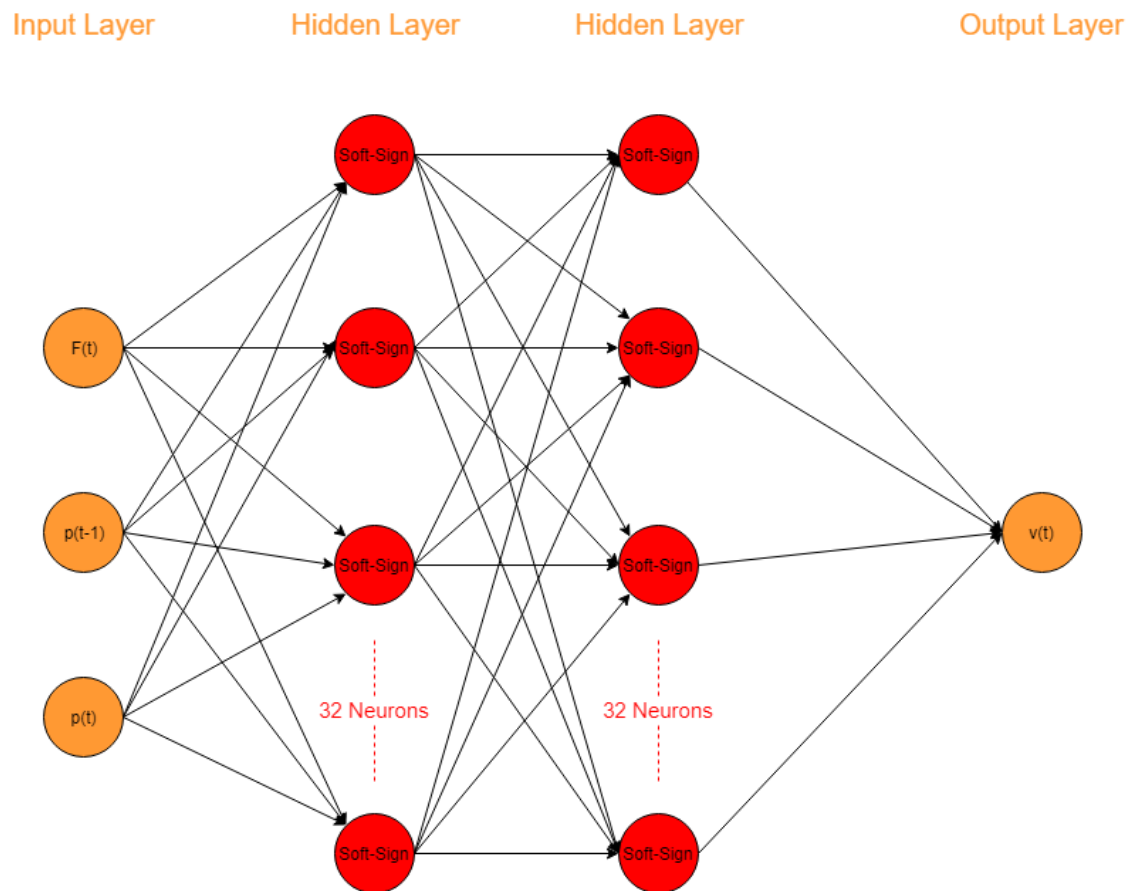 Input Layer
Hidden Layer
Hidden Layer
Output Layer
Soft-Sign
Soft-Sign
F(t)
Soft-Sign
Soft-Sign
p(t-1)
v(t)
Soft-Sign
Soft-Sign
p(t)
32 Neurons
32 Neurons
Soft-Sign
Soft-Sign